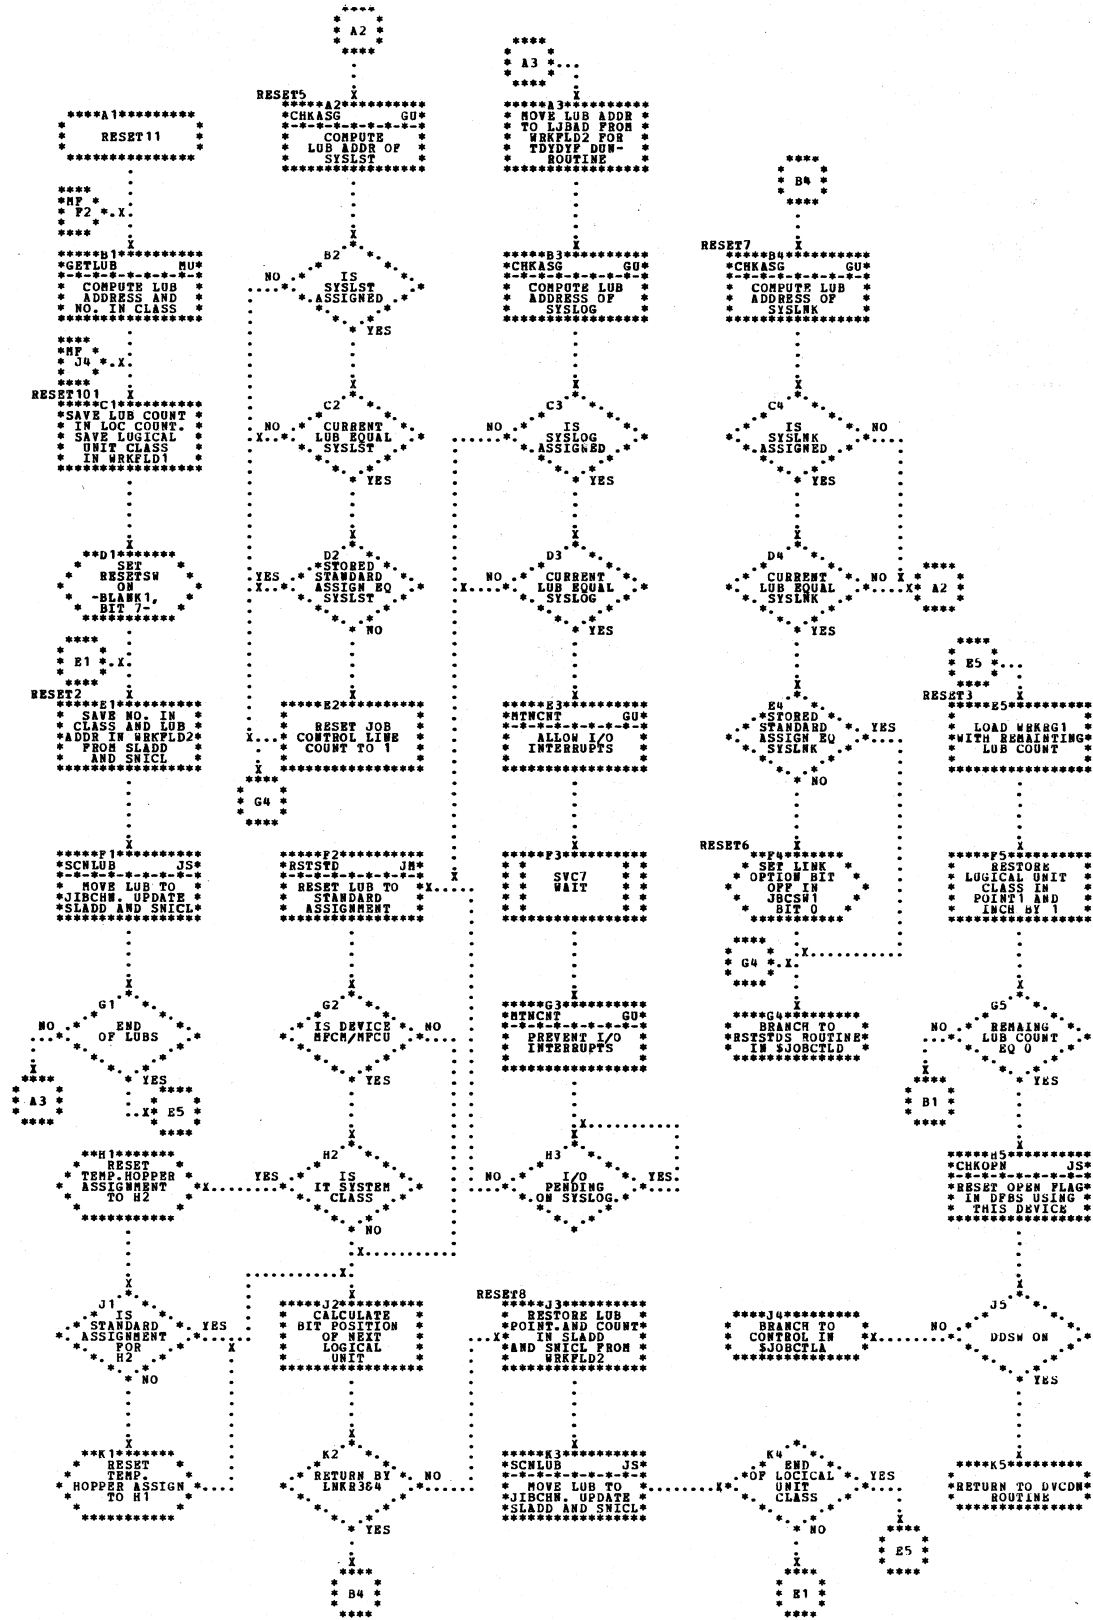 A1
RESET11
MF
F2
B1
GETLUB MU
COMPUTE LUB
ADDRESS AND
NO. IN CLASS
MF
J4
RESET101
C1
SAVE LUB COUNT
IN LOC COUNT.
SAVE LOGICAL
UNIT CLASS
IN WRKFLD1
D1
SET
RESETSW
ON
-BLANK1,
BIT 7-
E1
RESET2
E1
SAVE NO. IN
CLASS AND LUB
ADDR IN WRKFLD2
FROM SLADD
AND SNICL
F1
SCNLUB JS
MOVE LUB TO
JIBCHN. UPDATE
SLADD AND SNICL
G1
END
OF LUBS
NO
YES
A3
E5
H1
RESET
TEMP.HOPPER
ASSIGNMENT
TO H2
J1
IS
STANDARD
ASSIGNMENT
FOR
H2
YES
NO
K1
RESET
TEMP.
HOPPER ASSIGN
TO H1
A2
RESET5
A2
CHKASG GU
COMPUTE
LUB ADDR OF
SYSLST
B2
IS
SYSLST
ASSIGNED
NO
YES
C2
CURRENT
LUB EQUAL
SYSLST
NO
YES
D2
STORED
STANDARD
ASSIGN EQ
SYSLST
YES
NO
E2
RESET JOB
CONTROL LINE
COUNT TO 1
G4
F2
RSTSTD JM
RESET LUB TO
STANDARD
ASSIGNMENT
G2
IS DEVICE
MFCM/MFCU
NO
YES
H2
IS
IT SYSTEM
CLASS
YES
NO
J2
CALCULATE
BIT POSITION
OF NEXT
LOGICAL
UNIT
K2
RETURN BY
LNKR3&4
NO
YES
B4
A3
A3
MOVE LUB ADDR
TO LJBAD FROM
WRKFLD2 FOR
TDYDYP DUN-
ROUTINE
B3
CHKASG GU
COMPUTE LUB
ADDRESS OF
SYSLOG
C3
IS
SYSLOG
ASSIGNED
NO
YES
D3
CURRENT
LUB EQUAL
SYSLOG
NO
YES
E3
MTNCNT GU
ALLOW I/O
INTERRUPTS
F3
SVC7
WAIT
G3
MTNCNT GU
PREVENT I/O
INTERRUPTS
H3
I/O
PENDING
ON SYSLOG
NO
YES
RESET8
J3
RESTORE LUB
POINT.AND COUNT
IN SLADD
AND SNICL FROM
WRKFLD2
K3
SCNLUB JS
MOVE LUB TO
JIBCHN. UPDATE
SLADD AND SNICL
B4
RESET7
B4
CHKASG GU
COMPUTE LUB
ADDRESS OF
SYSLNK
C4
IS
SYSLNK
ASSIGNED
NO
YES
D4
CURRENT
LUB EQUAL
SYSLNK
NO
YES
A2
E4
STORED
STANDARD
ASSIGN EQ
SYSLNK
YES
NO
RESET6
F4
SET LINK
OPTION BIT
OFF IN
JBCSW1
BIT 0
G4
G4
BRANCH TO
RSTSTDS ROUTINE
IN $JOBCTLD
J4
BRANCH TO
CONTROL IN
$JOBCTLA
K4
END
OF LOCICAL
UNIT
CLASS
YES
NO
E5
E1
E5
RESET3
E5
LOAD WRKRG1
WITH REMAINTING
LUB COUNT
F5
RESTORE
LOGICAL UNIT
CLASS IN
POINT1 AND
INCH BY 1
G5
REMAING
LUB COUNT
EQ 0
NO
YES
B1
H5
CHKOPN JS
RESET OPEN FLAG
IN DFBS USING
THIS DEVICE
J5
DDSW ON
NO
YES
K5
RETURN TO DVCDN
ROUTINE